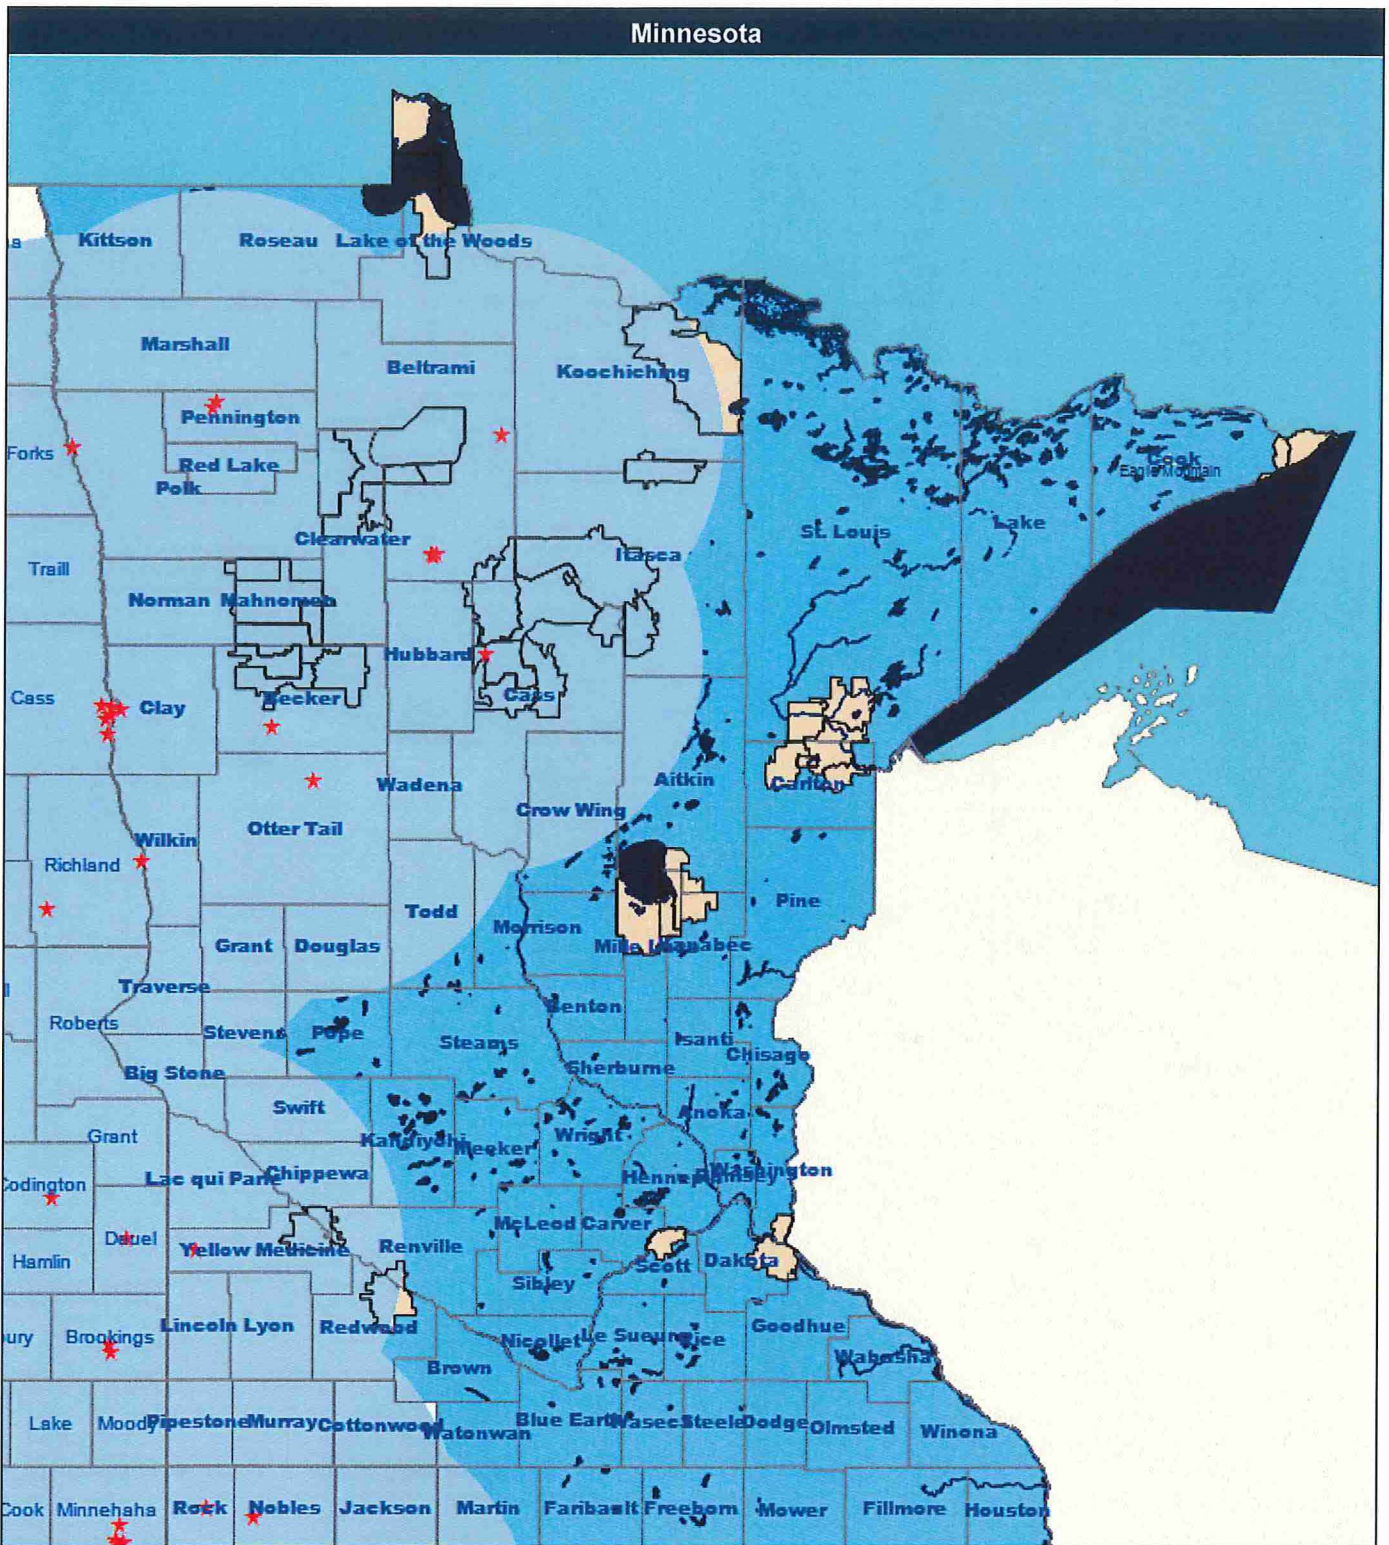 Minnesota
Kittson
Roseau
Lake of the Woods
Marshall
Beltrami
Koochiching
Pennington
Forks
Red Lake
Polk
Cook
Eagle Mountain
St. Louis
Lake
Clearwater
Itasca
Traill
Norman
Mahnomen
Hubbard
Cass
Clay
Becker
Cass
Aitkin
Carlton
Wadena
Crow Wing
Otter Tail
Wilkin
Richland
Pine
Todd
Morrison
Grant
Douglas
Mille Lacs
Kanabec
Traverse
Benton
Roberts
Stevens
Pope
Stearns
Isanti
Chisago
Big Stone
Sherburne
Swift
Anoka
Grant
Kandiyohi
Meeker
Wright
Lac qui Parle
Chippewa
Hennepin
Ramsey
Washington
Codington
McLeod
Carver
Deuel
Yellow Medicine
Renville
Hamlin
Scott
Dakota
Sibley
Brookings
Lincoln
Lyon
Redwood
Nicollet
Le Sueur
Rice
Goodhue
Wabasha
Brown
Lake
Moody
Pipestone
Murray
Cottonwood
Watonwan
Blue Earth
Waseca
Steele
Dodge
Olmsted
Winona
Cook
Minnehaha
Rock
Nobles
Jackson
Martin
Faribault
Freeborn
Mower
Fillmore
Houston